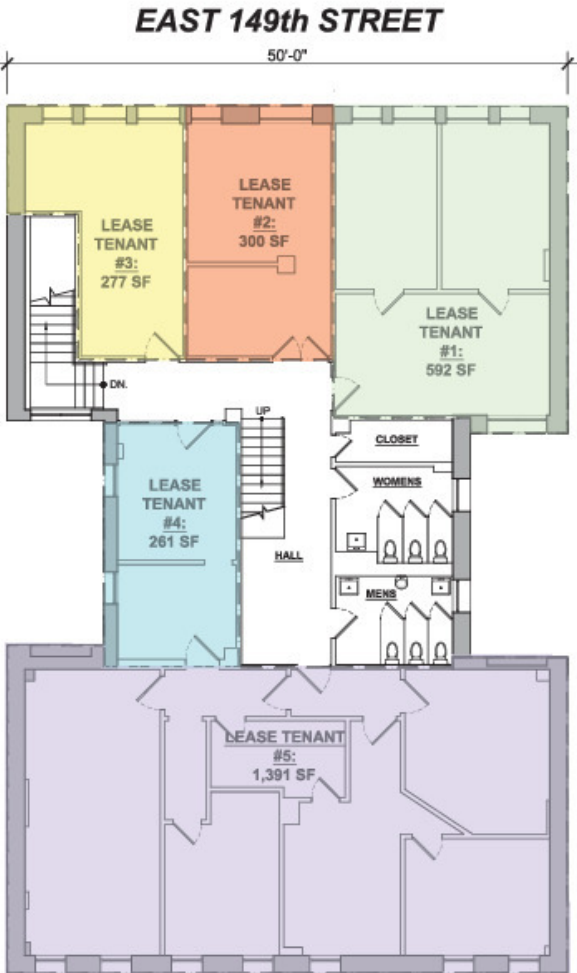 EAST 149th STREET
50'-0"
LEASE
TENANT
#3:
277 SF
LEASE
TENANT
#2:
300 SF
LEASE
TENANT
#1:
592 SF
DN.
UP
CLOSET
WOMENS
LEASE
TENANT
#4:
261 SF
HALL
MENS
LEASE TENANT
#5:
1,391 SF